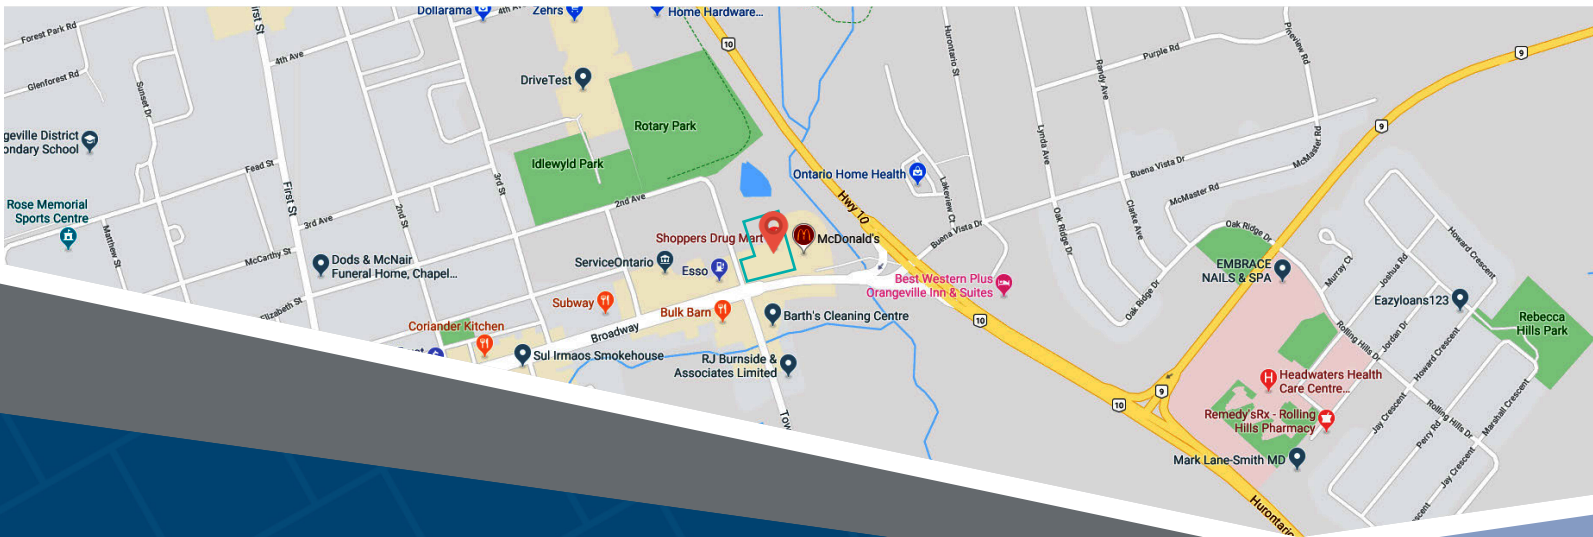 Dollarama
4th Ave
Zehrs
Home Hardware...
Forest Park Rd
First St
4th Ave
10
Hurontario St
Purple Rd
Pineview Rd
9
Glenforest Rd
Sunset Dr
DriveTest
Randy Ave
geville District
ondary School
Rotary Park
9
Lynda Ave
McMaster Rd
Idlewyld Park
Fead St
Buena Vista Dr
Ontario Home Health
First St
3rd St
Lakeview Ct
McMaster Rd
2nd Ave
Hwy 10
Clarke Ave
Rose Memorial
Sports Centre
2nd St
3rd Ave
Oak Ridge Dr
Oak Ridge Dr
Matthew St
Shoppers Drug Mart
McDonald's
Buena Vista Dr
Howard Crescent
McCarthy St
Dods & McNair
Funeral Home, Chapel...
ServiceOntario
Esso
EMBRACE
NAILS & SPA
Murray Ct
Joshua Rd
Best Western Plus
Orangeville Inn & Suites
Elizabeth St
Subway
Bulk Barn
Barth's Cleaning Centre
Oak Ridge Dr
Eazyloans123
Rebecca
Hills Park
10
Coriander Kitchen
Broadway
Rolling Hills Dr
Jordan Dr
Howard Crescent
Sul Irmaos Smokehouse
RJ Burnside &
Associates Limited
Headwaters Health
Care Centre...
9
10
Tow
Remedy'sRx - Rolling
Hills Pharmacy
Jay Crescent
Perry Rd
Rolling Hills Dr
Marshall Crescent
Mark Lane-Smith MD
Jay Crescent
Hurontario
scent